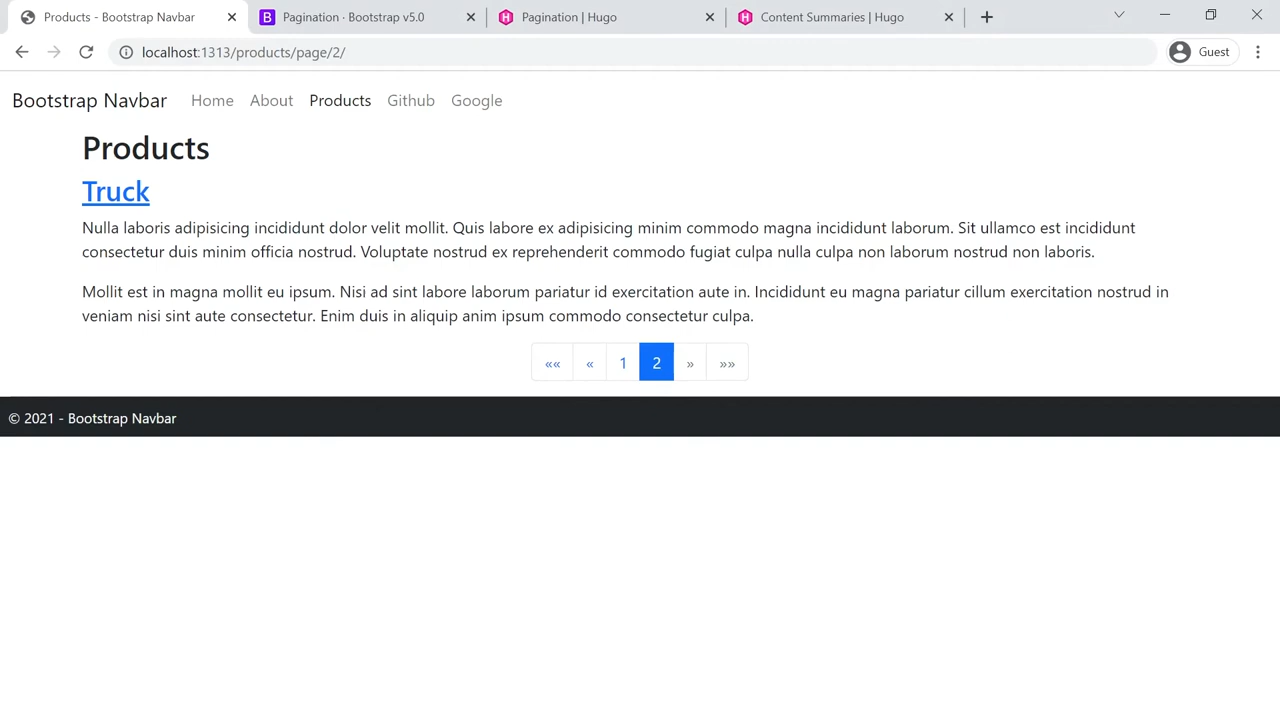 Products - Bootstrap Navbar
Pagination · Bootstrap v5.0
Pagination | Hugo
Content Summaries | Hugo
localhost:1313/products/page/2/
Guest
Bootstrap Navbar Home About Products Github Google
Products
Truck
Nulla laboris adipisicing incididunt dolor velit mollit. Quis labore ex adipisicing minim commodo magna incididunt laborum. Sit ullamco est incididunt
consectetur duis minim officia nostrud. Voluptate nostrud ex reprehenderit commodo fugiat culpa nulla culpa non laborum nostrud non laboris.
Mollit est in magna mollit eu ipsum. Nisi ad sint labore laborum pariatur id exercitation aute in. Incididunt eu magna pariatur cillum exercitation nostrud in
veniam nisi sint aute consectetur. Enim duis in aliquip anim ipsum commodo consectetur culpa.
«« « 1 2 » »»
© 2021 - Bootstrap Navbar